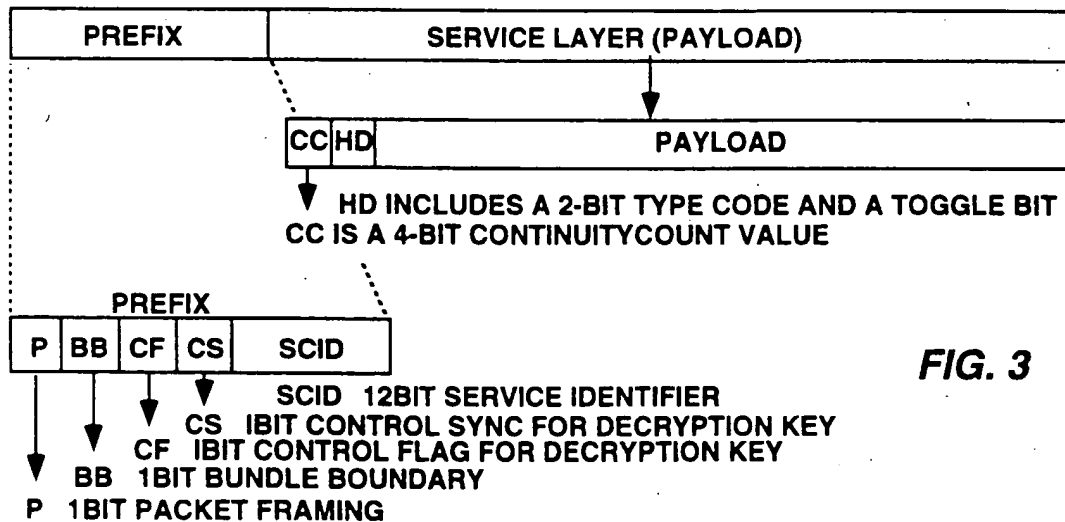 PREFIX SERVICE LAYER (PAYLOAD)
CC HD PAYLOAD
HD INCLUDES A 2-BIT TYPE CODE AND A TOGGLE BIT
CC IS A 4-BIT CONTINUITYCOUNT VALUE
PREFIX
P BB CF CS SCID
FIG. 3
SCID 12BIT SERVICE IDENTIFIER
CS IBIT CONTROL SYNC FOR DECRYPTION KEY
CF IBIT CONTROL FLAG FOR DECRYPTION KEY
BB 1BIT BUNDLE BOUNDARY
P 1BIT PACKET FRAMING